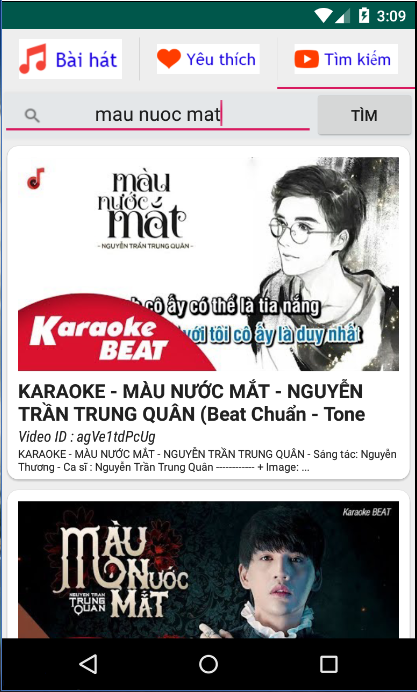 3:09
Bài hát
Yêu thích
Tìm kiếm
mau nuoc mat
TÌM
màu
nước
mắt
- NGUYỄN TRẦN TRUNG QUÂN -
cô ấy có thể là tia nắng
với tôi cô ấy là duy nhất
Karaoke
BEAT
KARAOKE - MÀU NƯỚC MẮT - NGUYỄN
TRẦN TRUNG QUÂN (Beat Chuẩn - Tone
Video ID : agVe1tdPcUg
KARAOKE - MÀU NƯỚC MẮT - NGUYỄN TRẦN TRUNG QUÂN - Sáng tác: Nguyễn
Thương - Ca sĩ : Nguyễn Trần Trung Quân ------------ + Image: ...
Karaoke BEAT
MÀU
NƯỚC
MẮT
NGUYỄN TRẦN
TRUNG
QUÂN